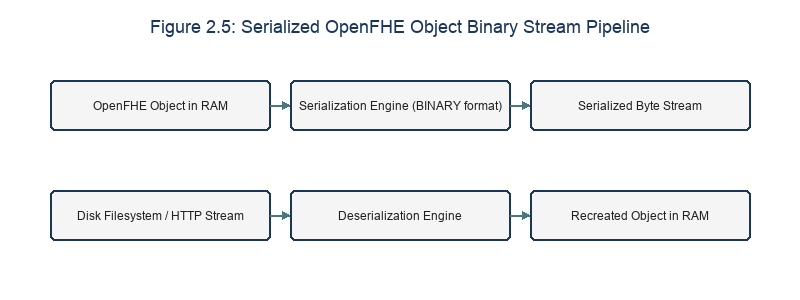 Figure 2.5: Serialized OpenFHE Object Binary Stream Pipeline
OpenFHE Object in RAM
Serialization Engine (BINARY format)
Serialized Byte Stream
Disk Filesystem / HTTP Stream
Deserialization Engine
Recreated Object in RAM